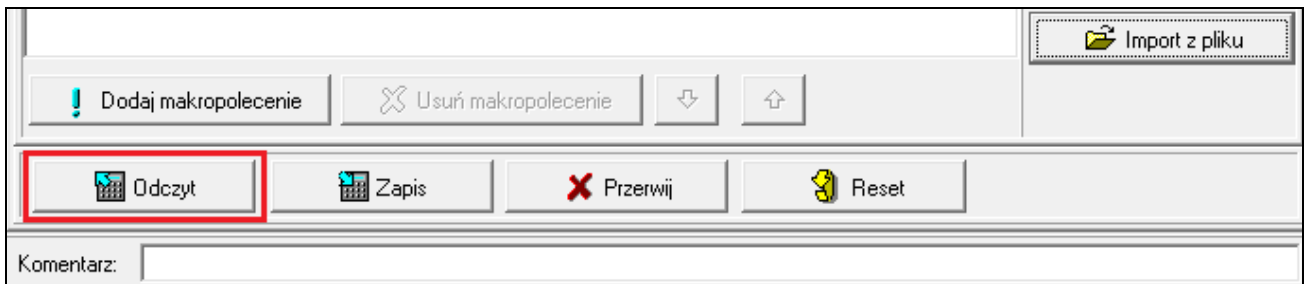 Import z pliku
Dodaj makropolecenie Usuń makropolecenie
Odczyt Zapis Przerwij Reset
Komentarz: